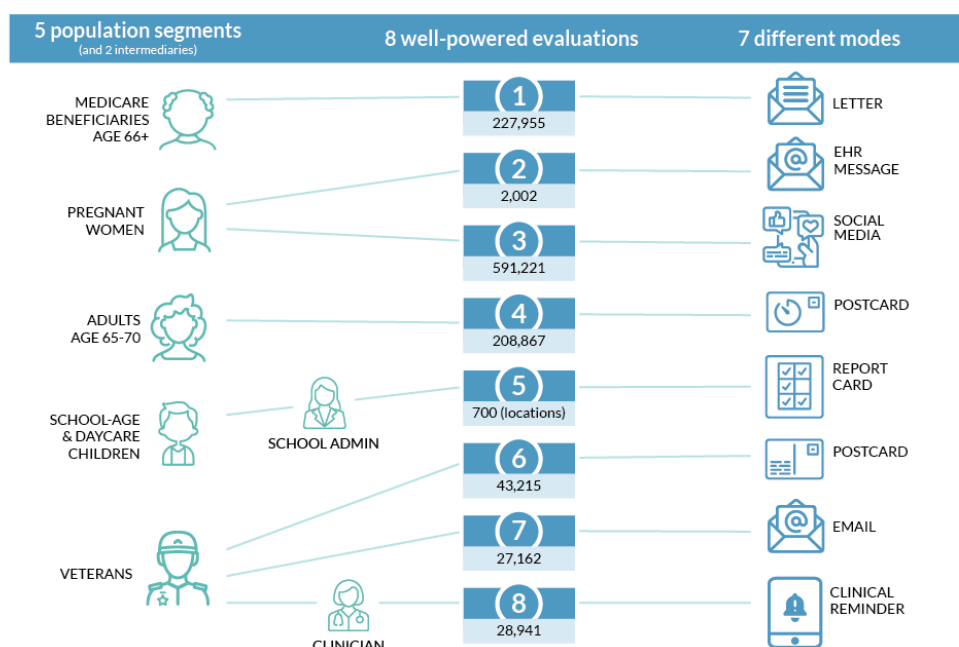 5 population segments
(and 2 intermediaries)
8 well-powered evaluations
7 different modes
MEDICARE
BENEFICIARIES
AGE 66+
1
227,955
LETTER
PREGNANT
WOMEN
2
2,002
EHR
MESSAGE
3
591,221
SOCIAL
MEDIA
ADULTS
AGE 65-70
4
208,867
POSTCARD
SCHOOL-AGE
& DAYCARE
CHILDREN
SCHOOL ADMIN
5
700 (locations)
REPORT
CARD
VETERANS
6
43,215
POSTCARD
7
27,162
EMAIL
CLINICIAN
8
28,941
CLINICAL
REMINDER